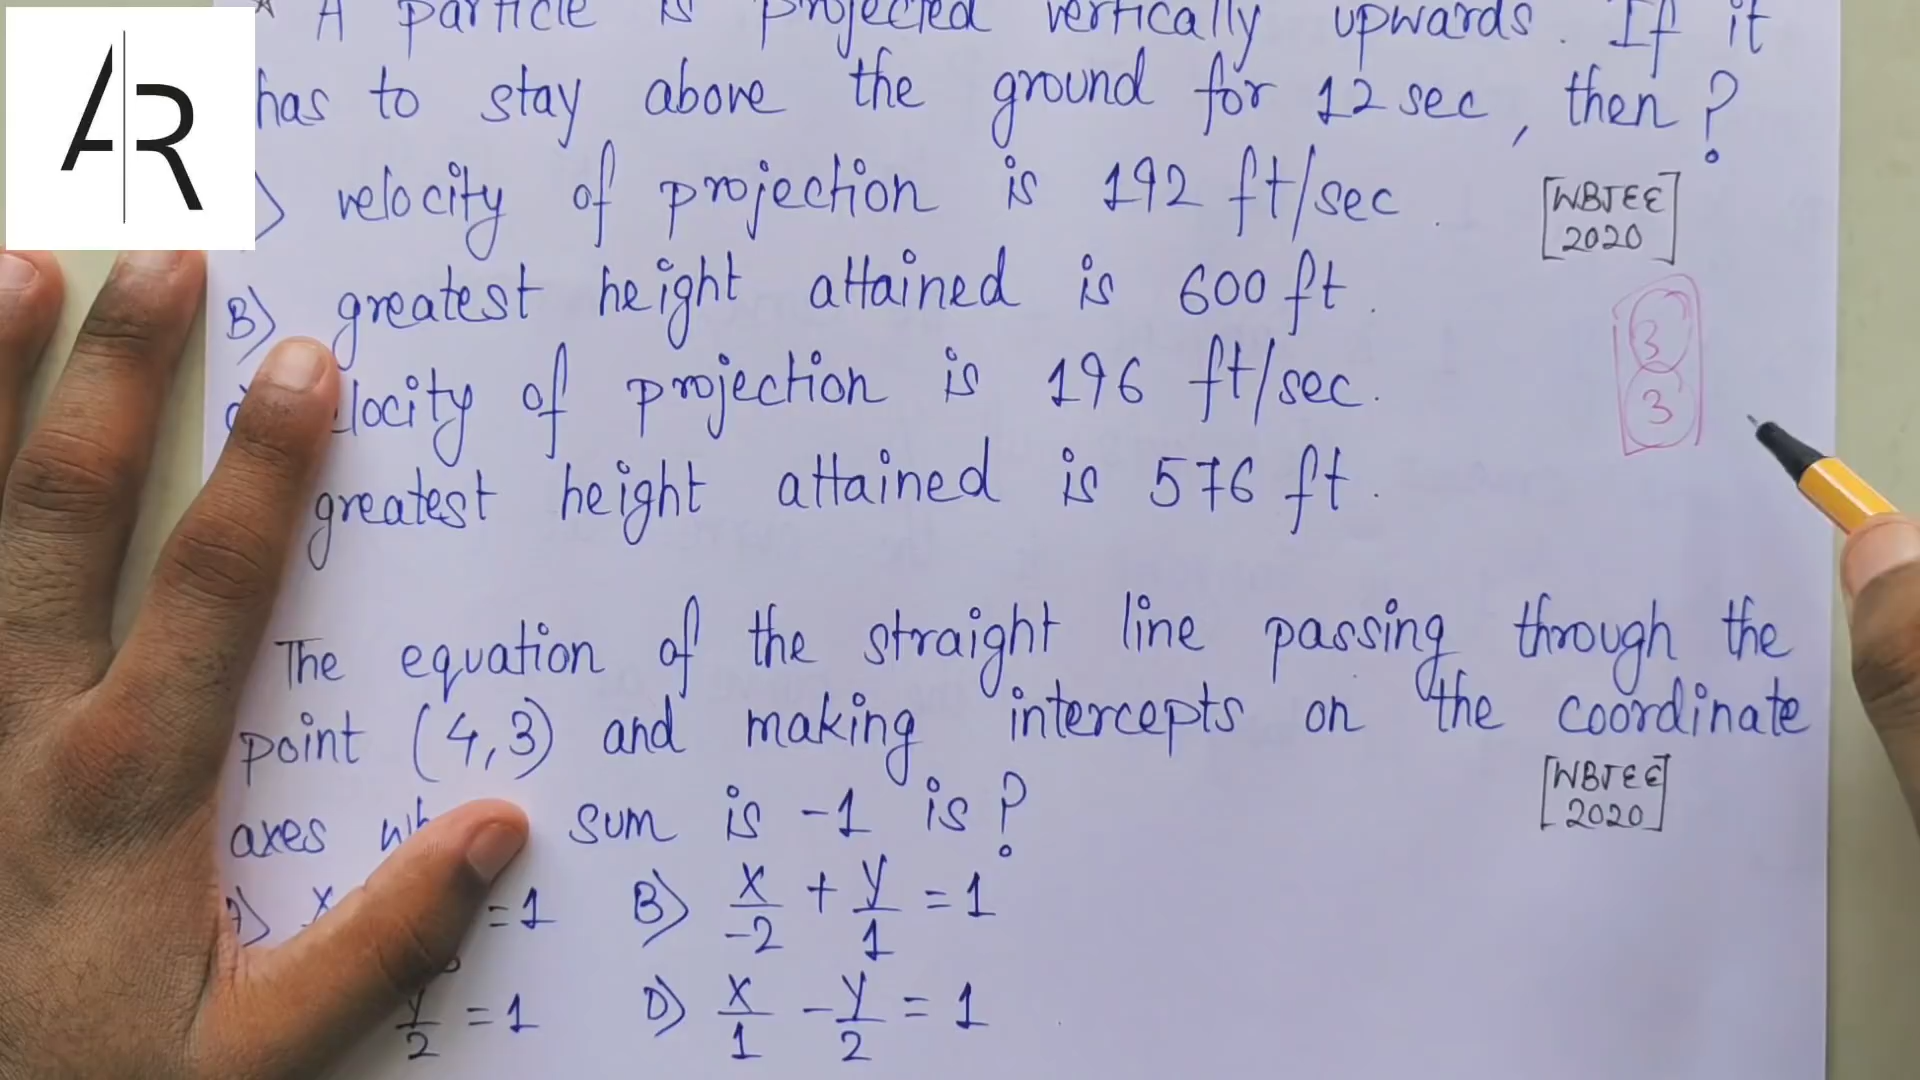 AR
A particle is projected vertically upwards. If it
has to stay above the ground for 12 sec, then?
) velocity of projection is 192 ft/sec.
[WBJEE
2020]
B) greatest height attained is 600 ft.
3
3
of projection is 196 ft/sec.
greatest height attained is 576 ft.
The equation of the straight line passing through the
point (4,3) and making intercepts on the coordinate
axes sum is -1 is?
[WBJEE
2020]
=1 B) x/-2 + y/1 = 1
y/2 = 1 D) x/1 - y/2 = 1